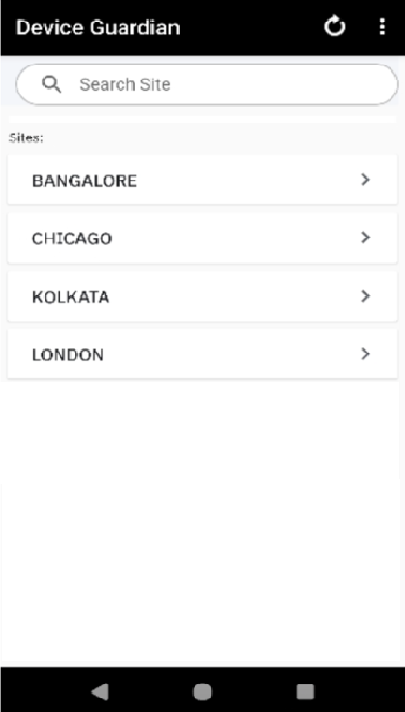 Device Guardian
Search Site
Sites:
BANGALORE
CHICAGO
KOLKATA
LONDON